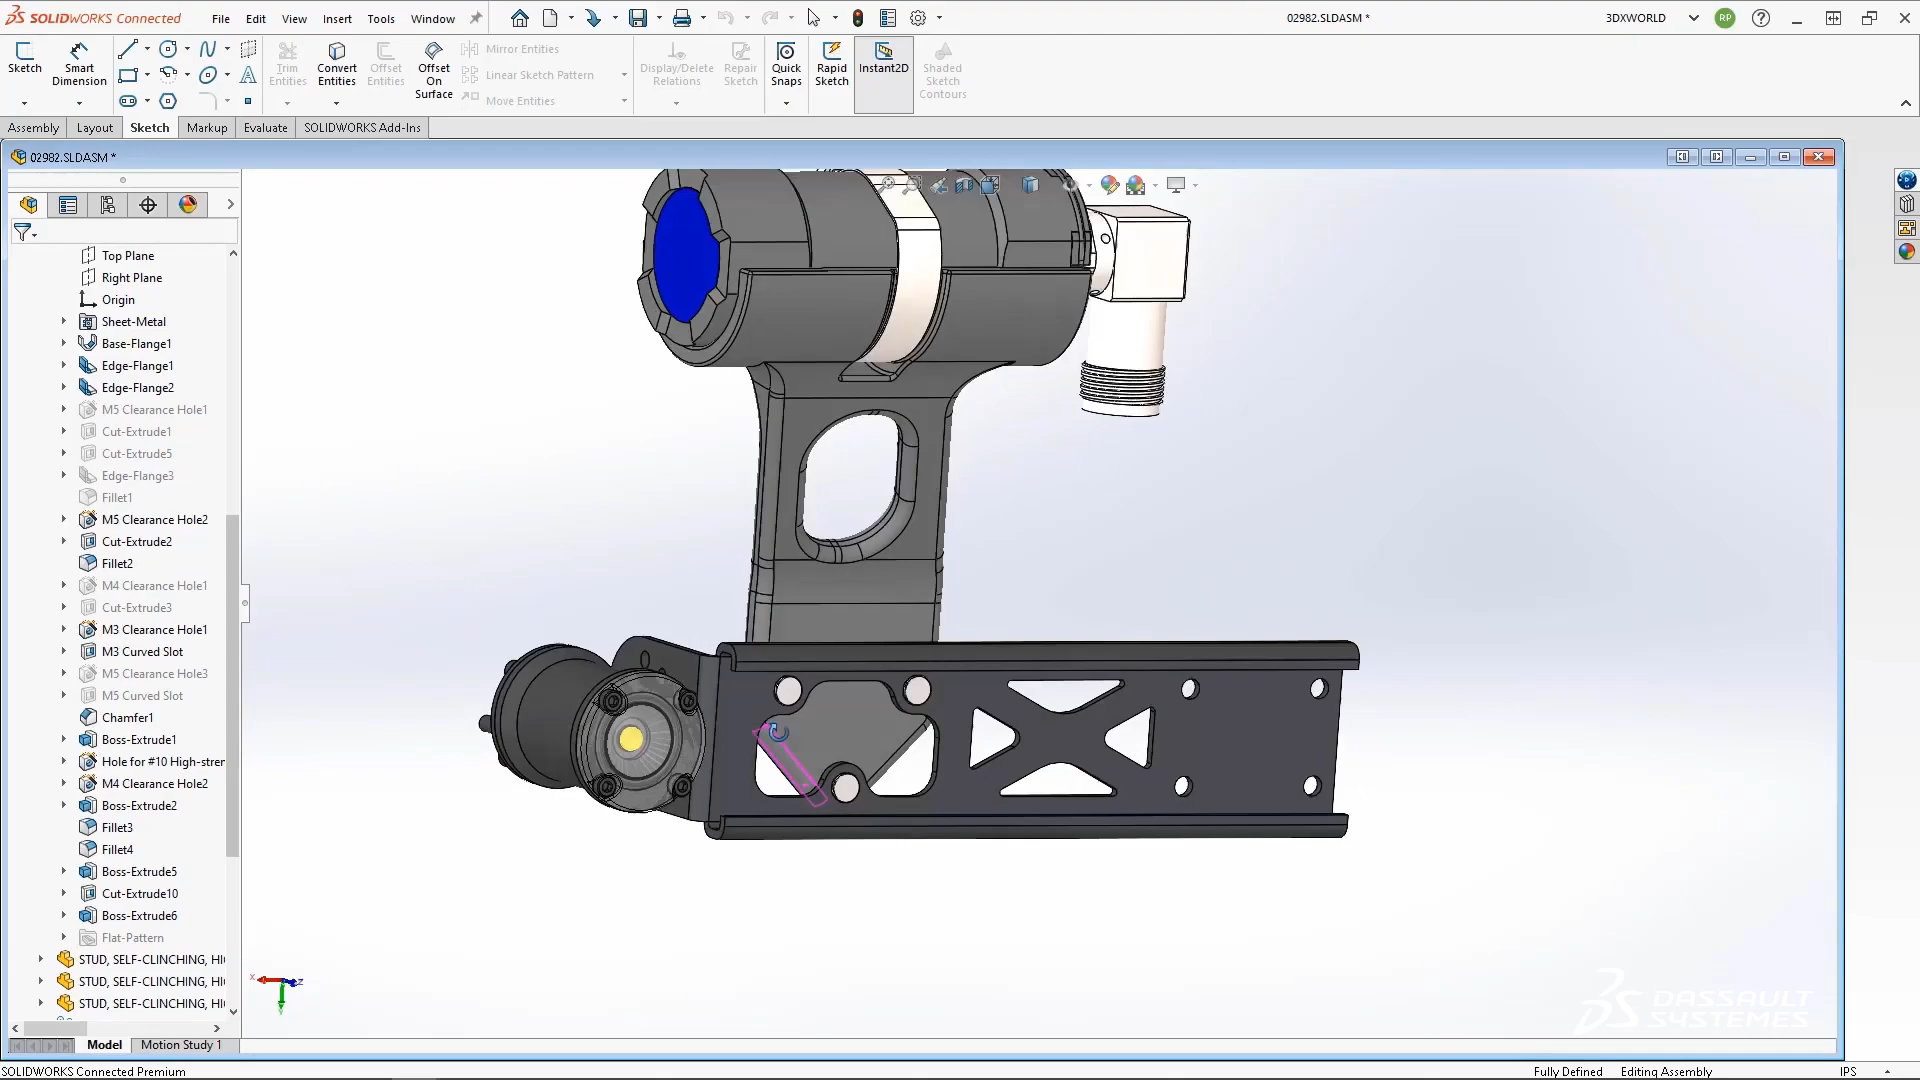 SOLIDWORKS Connected
File Edit View Insert Tools Window
02982.SLDASM *
3DXWORLD
RP
Sketch
Smart Dimension
Trim Entities
Convert Entities
Offset Entities
Offset On Surface
Mirror Entities
Linear Sketch Pattern
Move Entities
Display/Delete Relations
Repair Sketch
Quick Snaps
Rapid Sketch
Instant2D
Shaded Sketch Contours
Assembly Layout Sketch Markup Evaluate SOLIDWORKS Add-Ins
02982.SLDASM *
Top Plane
Right Plane
Origin
Sheet-Metal
Base-Flange1
Edge-Flange1
Edge-Flange2
M5 Clearance Hole1
Cut-Extrude1
Cut-Extrude5
Edge-Flange3
Fillet1
M5 Clearance Hole2
Cut-Extrude2
Fillet2
M4 Clearance Hole1
Cut-Extrude3
M3 Clearance Hole1
M3 Curved Slot
M5 Clearance Hole3
M5 Curved Slot
Chamfer1
Boss-Extrude1
Hole for #10 High-stren
M4 Clearance Hole2
Boss-Extrude2
Fillet3
Fillet4
Boss-Extrude5
Cut-Extrude10
Boss-Extrude6
Flat-Pattern
STUD, SELF-CLINCHING, HI
STUD, SELF-CLINCHING, HI
STUD, SELF-CLINCHING, HI
x z
y
DASSAULT
SYSTEMES
Model Motion Study 1
SOLIDWORKS Connected Premium
Fully Defined Editing Assembly IPS